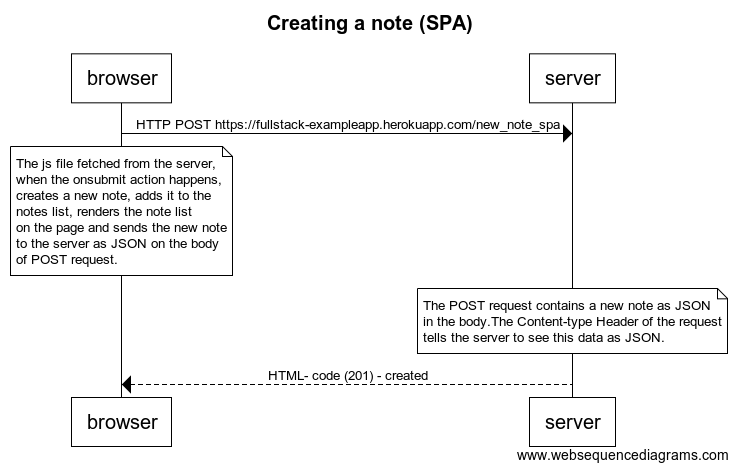 Creating a note (SPA)
browser
server
HTTP POST https://fullstack-exampleapp.herokuapp.com/new_note_spa
The js file fetched from the server,
when the onsubmit action happens,
creates a new note, adds it to the
notes list, renders the note list
on the page and sends the new note
to the server as JSON on the body
of POST request.
The POST request contains a new note as JSON
in the body.The Content-type Header of the request
tells the server to see this data as JSON.
HTML- code (201) - created
browser
server
www.websequencediagrams.com